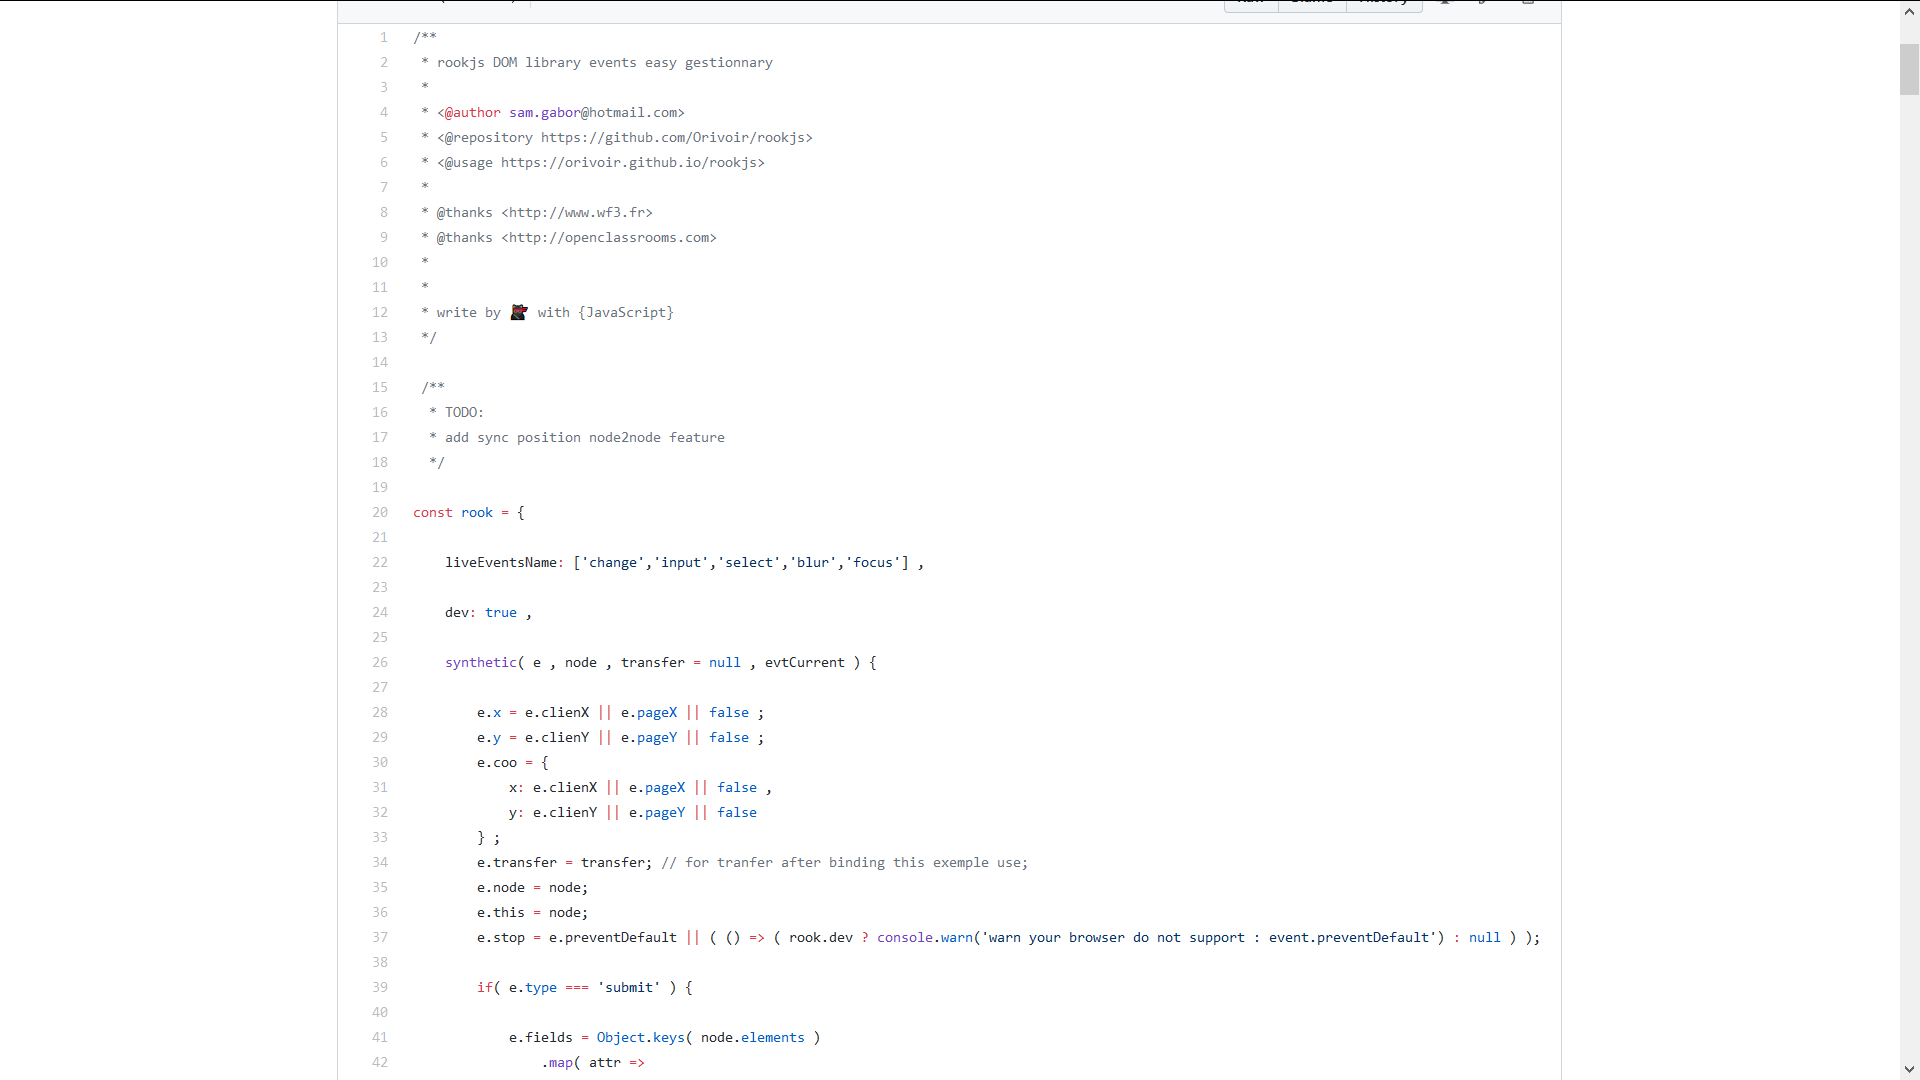 1 /**
2 * rookjs DOM library events easy gestionnary
3 *
4 * <@author sam.gabor@hotmail.com>
5 * <@repository https://github.com/Orivoir/rookjs>
6 * <@usage https://orivoir.github.io/rookjs>
7 *
8 * @thanks <http://www.wf3.fr>
9 * @thanks <http://openclassrooms.com>
10 *
11 *
12 * write by with {JavaScript}
13 */
14
15 /**
16 * TODO:
17 * add sync position node2node feature
18 */
19
20 const rook = {
21
22 liveEventsName: ['change','input','select','blur','focus'] ,
23
24 dev: true ,
25
26 synthetic( e , node , transfer = null , evtCurrent ) {
27
28 e.x = e.clienX || e.pageX || false ;
29 e.y = e.clienY || e.pageY || false ;
30 e.coo = {
31 x: e.clienX || e.pageX || false ,
32 y: e.clienY || e.pageY || false
33 } ;
34 e.transfer = transfer; // for tranfer after binding this exemple use;
35 e.node = node;
36 e.this = node;
37 e.stop = e.preventDefault || ( () => ( rook.dev ? console.warn('warn your browser do not support : event.preventDefault') : null ) );
38
39 if( e.type === 'submit' ) {
40
41 e.fields = Object.keys( node.elements )
42 .map( attr =>